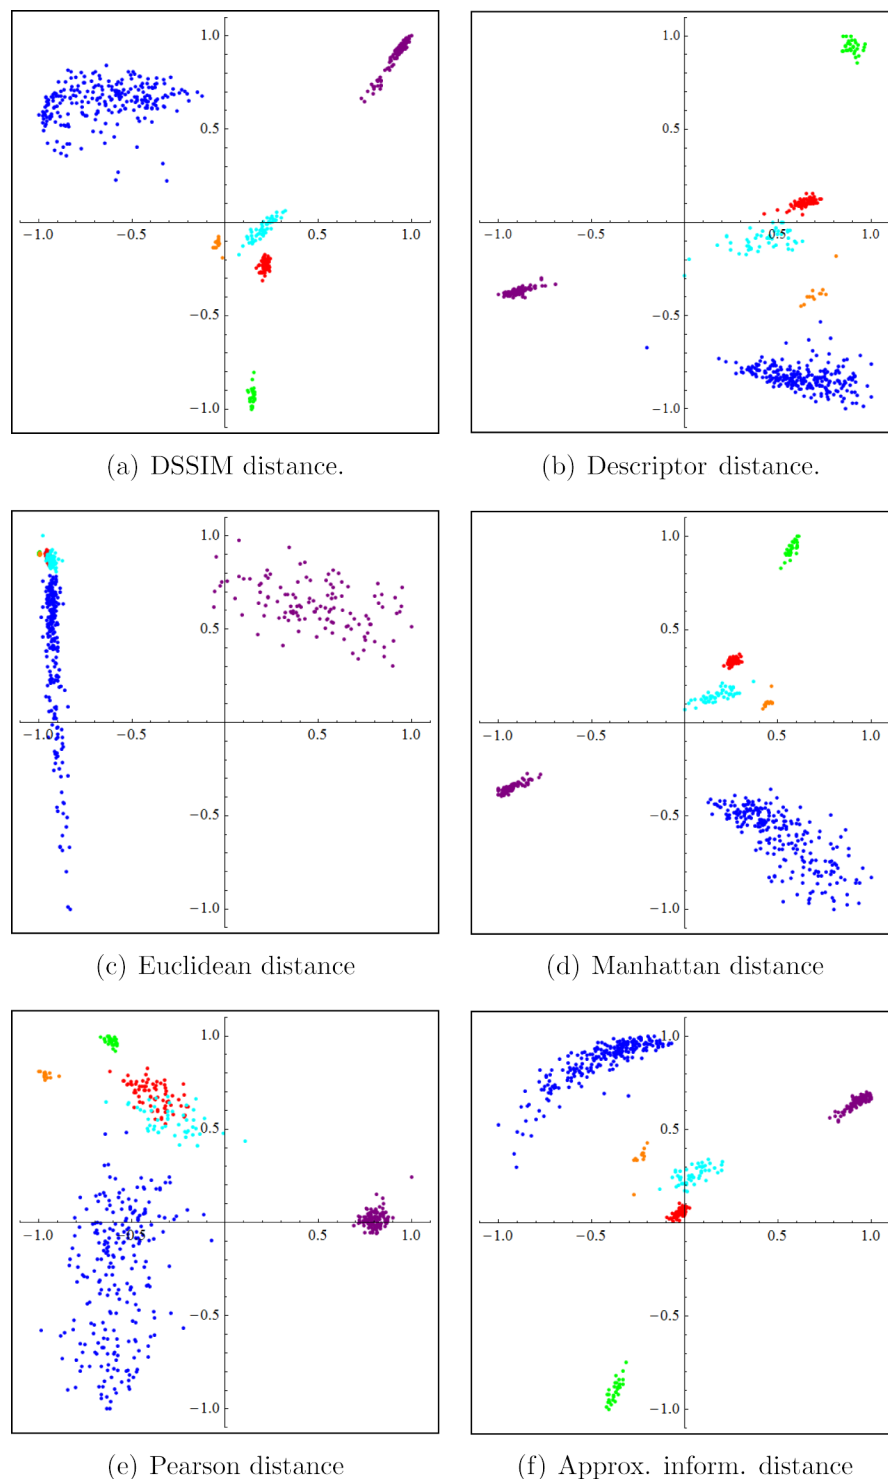 1.0
0.5
−1.0 −0.5 0.5 1.0
−0.5
−1.0
(a) DSSIM distance.
1.0
0.5
−1.0 −0.5 0.5 1.0
−0.5
−1.0
(b) Descriptor distance.
1.0
0.5
−1.0 −0.5 0.5 1.0
−0.5
−1.0
(c) Euclidean distance
1.0
0.5
−1.0 −0.5 0.5 1.0
−0.5
−1.0
(d) Manhattan distance
1.0
0.5
−1.0 −0.5 0.5 1.0
−0.5
−1.0
(e) Pearson distance
1.0
0.5
−1.0 −0.5 0.5 1.0
−0.5
−1.0
(f) Approx. inform. distance